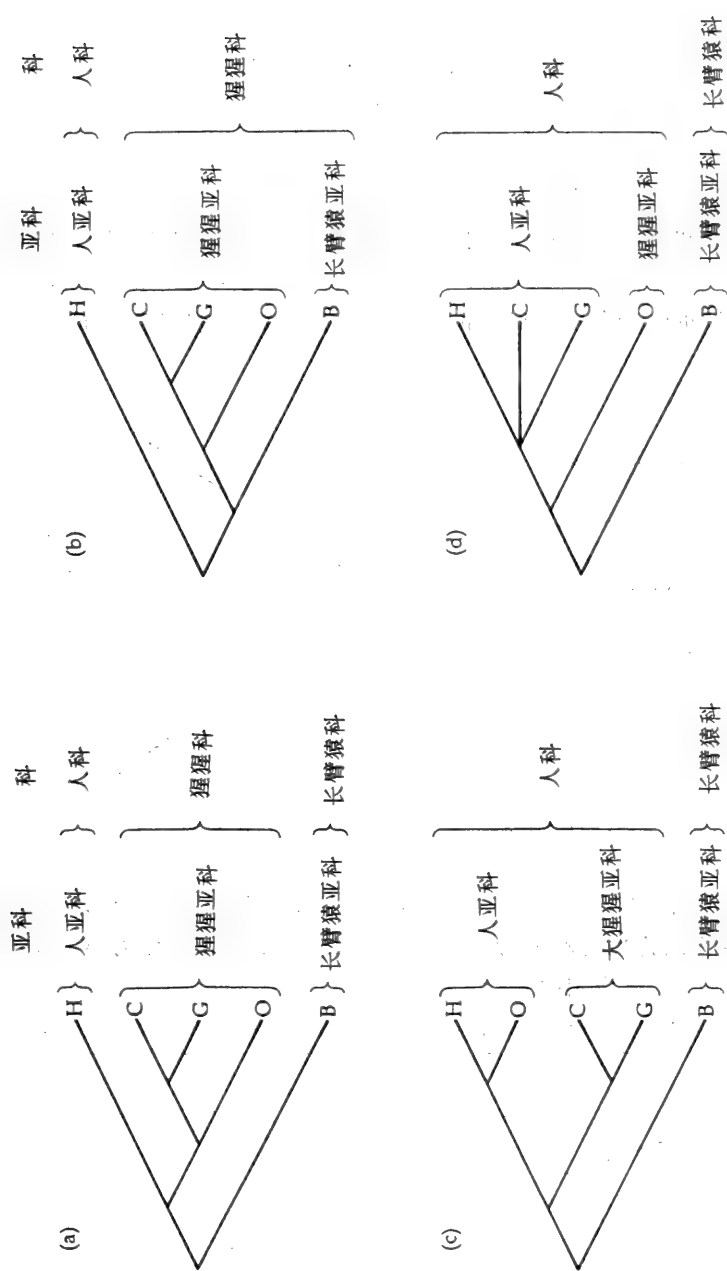 亚科 科
(a)
H 人亚科 人科
C
G 猩猩亚科 猩猩科
O
B 长臂猿亚科 长臂猿科
亚科 科
(b)
H 人亚科 人科
C
G 猩猩亚科 猩猩科
O
B 长臂猿亚科
(c)
H
O 人亚科
人科
C
G 大猩猩亚科
B 长臂猿亚科 长臂猿科
(d)
H
C 人亚科
人科
G
O 猩猩亚科
B 长臂猿亚科 长臂猿科